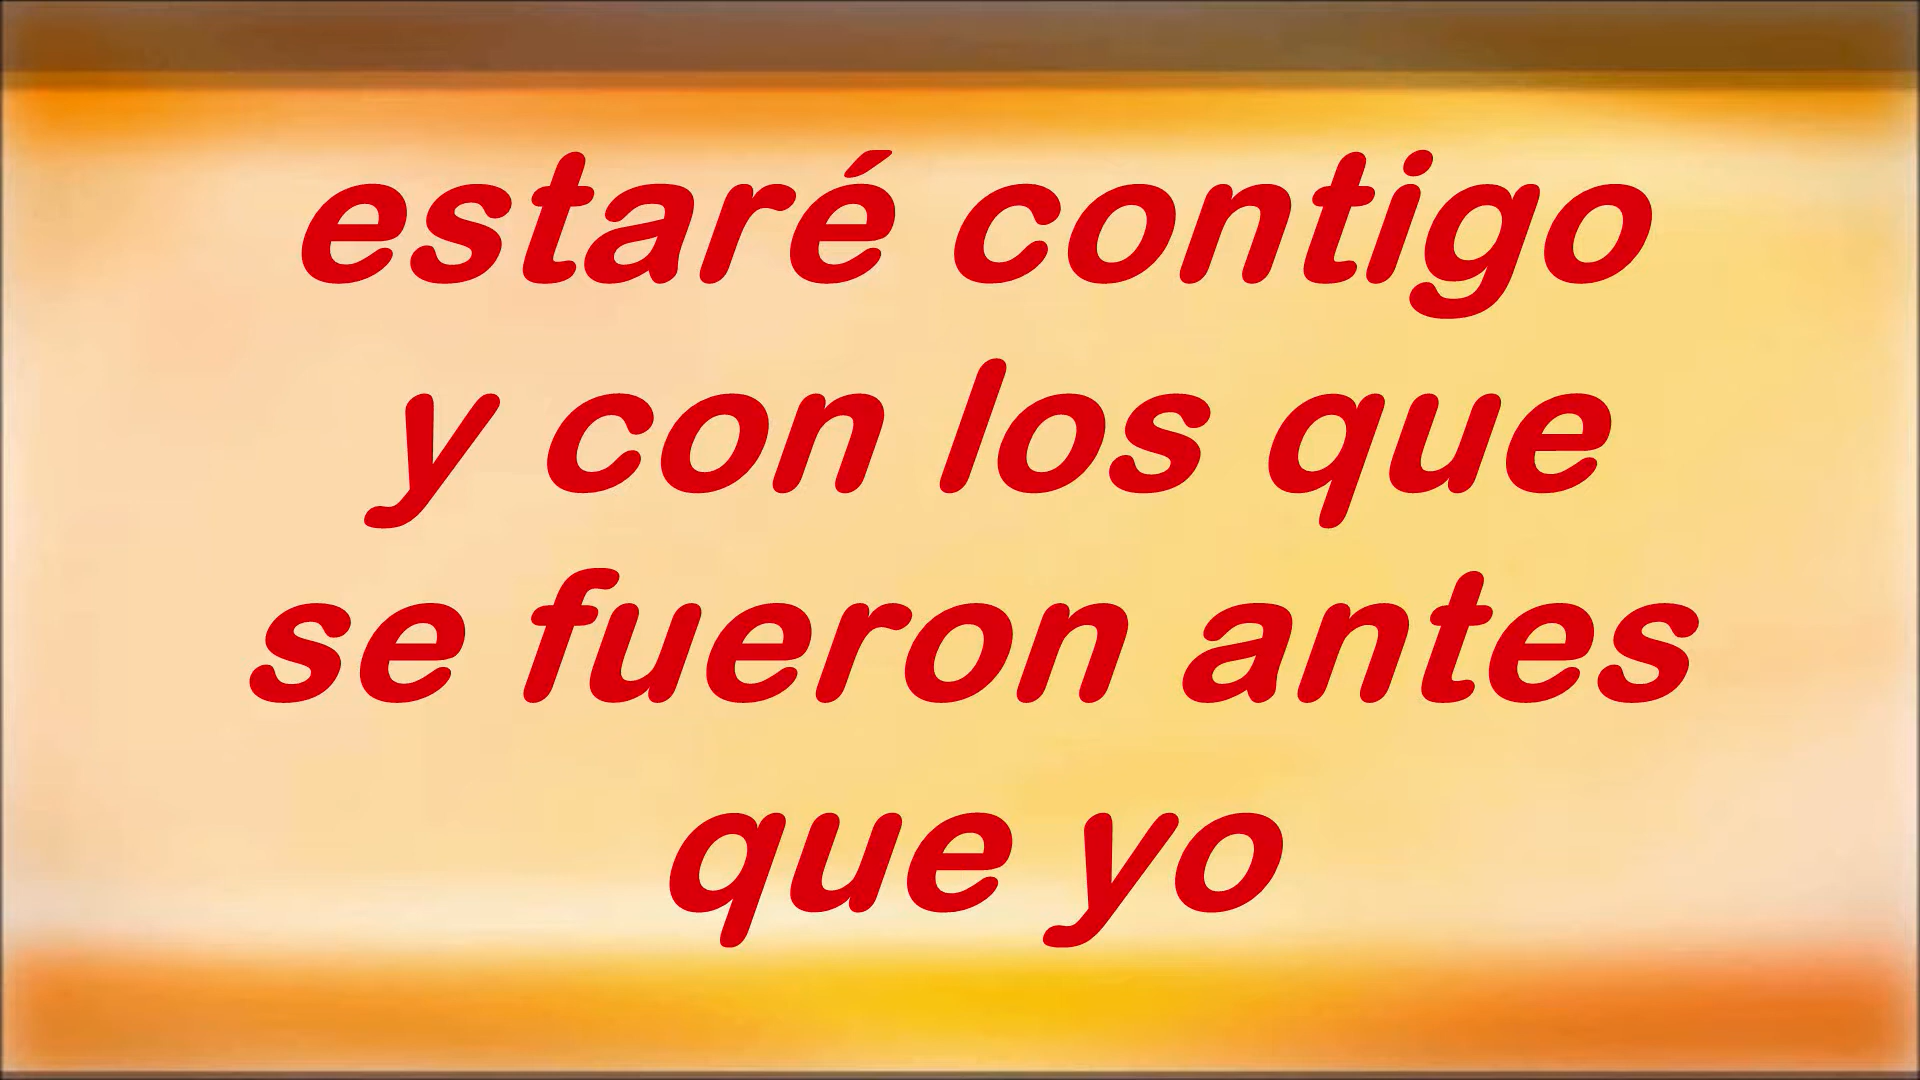 estaré contigo
y con los que
se fueron antes
que yo